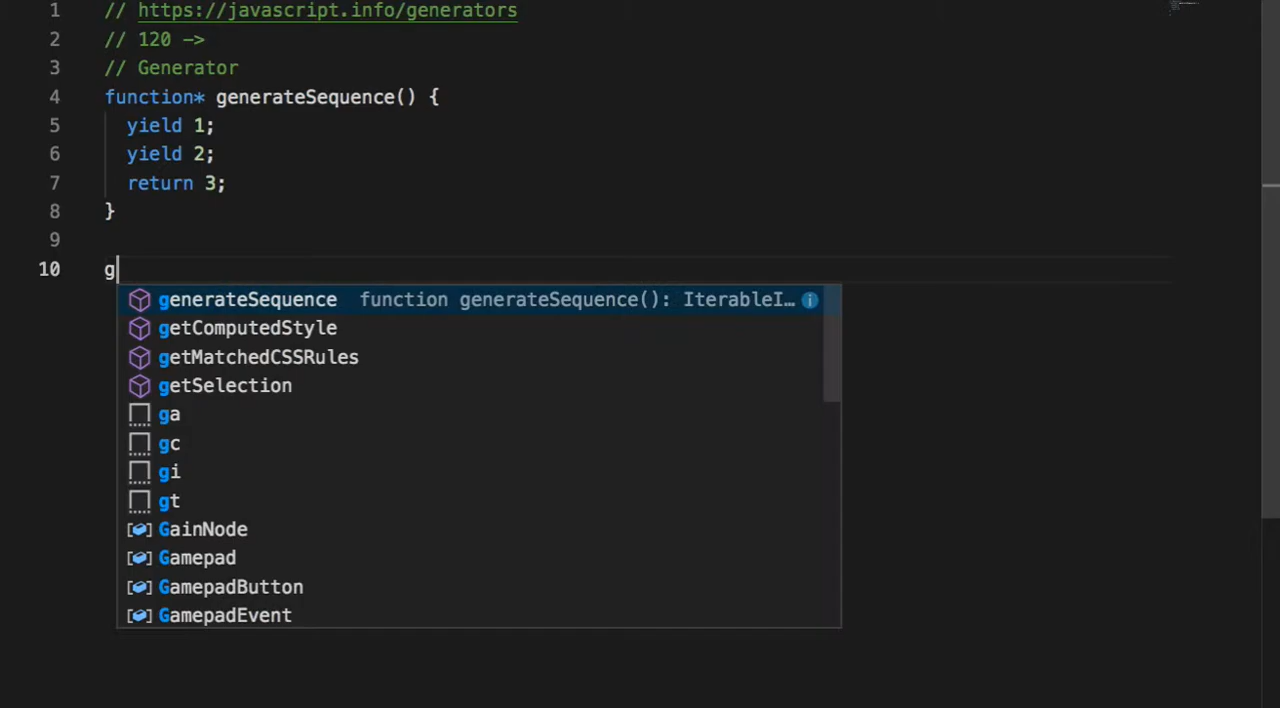 1 // https://javascript.info/generators
2 // 120 ->
3 // Generator
4 function* generateSequence() {
5 yield 1;
6 yield 2;
7 return 3;
8 }
9
10 g
generateSequence function generateSequence(): IterableI…
getComputedStyle
getMatchedCSSRules
getSelection
ga
gc
gi
gt
GainNode
Gamepad
GamepadButton
GamepadEvent